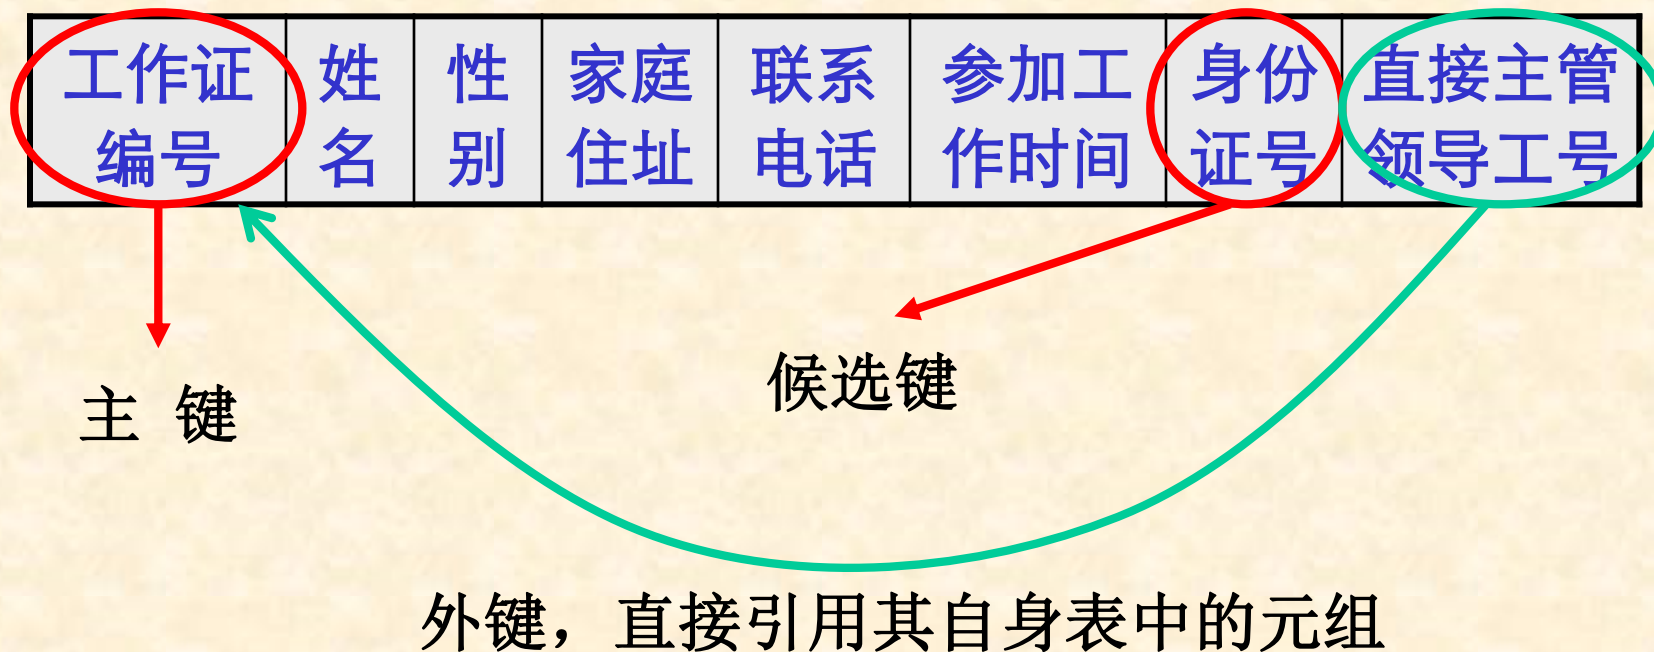 工作证 姓 性 家庭 联系 参加工 身份 直接主管
编号 名 别 住址 电话 作时间 证号 领导工号
候选键
主 键
外键，直接引用其自身表中的元组